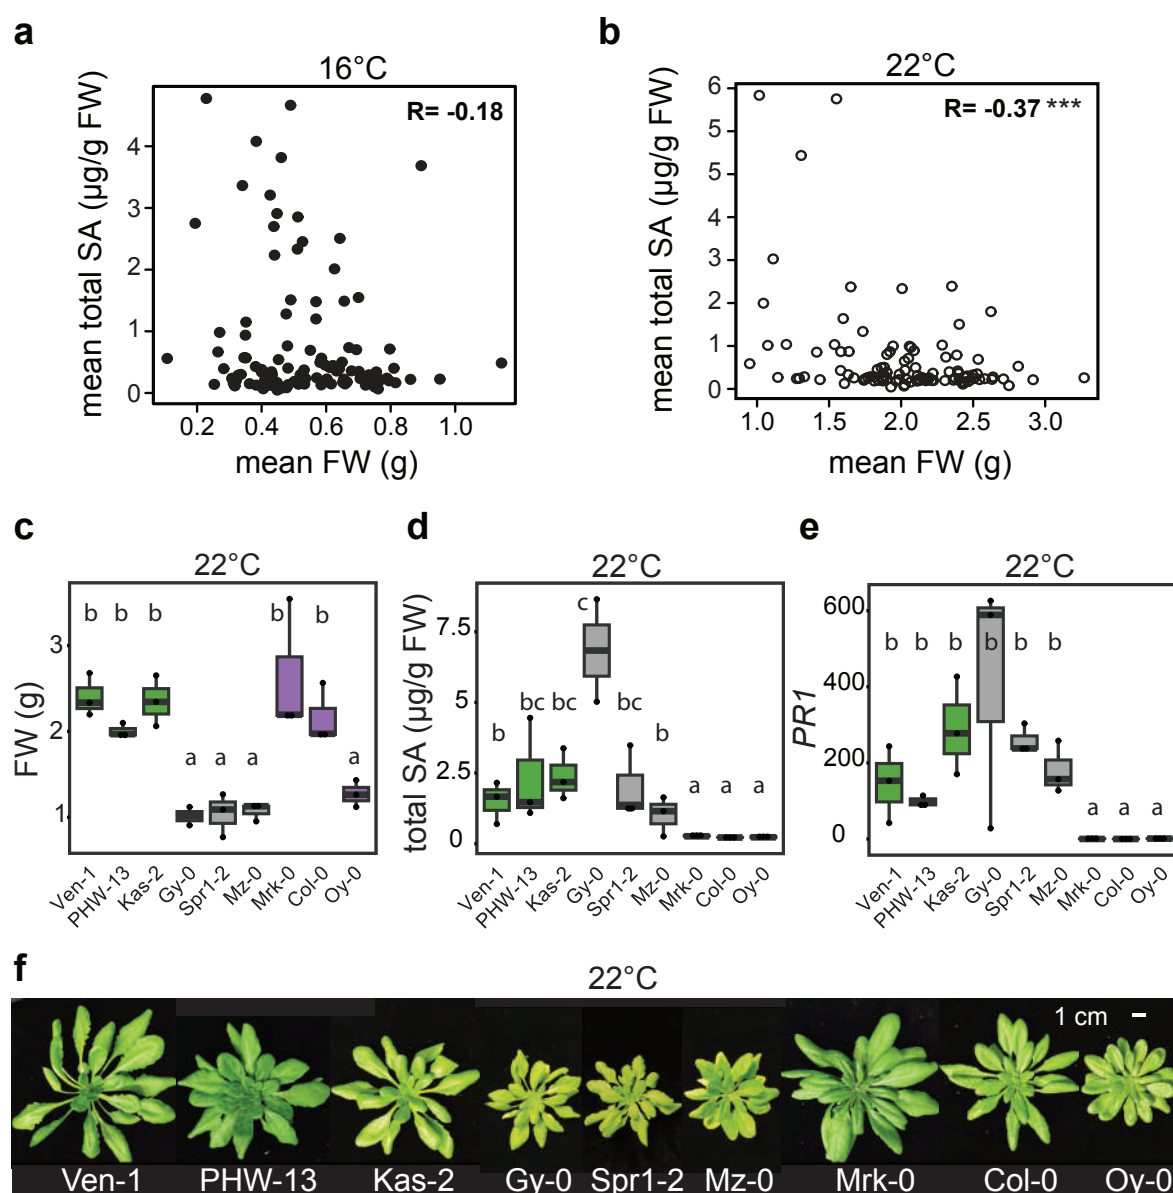 a
16°C
R= -0.18
mean total SA (µg/g FW)
4
3
2
1
0
0.2 0.4 0.6 0.8 1.0
mean FW (g)
b
22°C
R= -0.37 ***
mean total SA (µg/g FW)
6
5
5
4
3
2
1
0
1.0 1.5 2.0 2.5 3.0
mean FW (g)
c
22°C
FW (g)
3
2
1
b b b a a a b b a
Ven-1 PHW-13 Kas-2 Gy-0 Spr1-2 Mz-0 Mrk-0 Col-0 Oy-0
d
22°C
total SA (µg/g FW)
7.5
5
2.5
0
b bc bc c bc b a a a
Ven-1 PHW-13 Kas-2 Gy-0 Spr1-2 Mz-0 Mrk-0 Col-0 Oy-0
e
22°C
PR1
600
400
200
0
b b b b b b a a a
Ven-1 PHW-13 Kas-2 Gy-0 Spr1-2 Mz-0 Mrk-0 Col-0 Oy-0
f
22°C
1 cm
Ven-1 PHW-13 Kas-2 Gy-0 Spr1-2 Mz-0 Mrk-0 Col-0 Oy-0